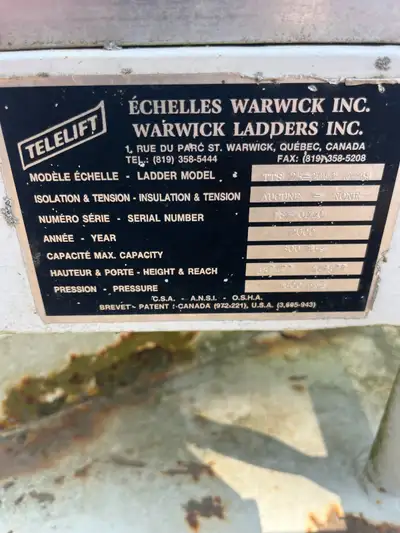 TELELIFT
ÉCHELLES WARWICK INC.
WARWICK LADDERS INC.
1, RUE DU PARC ST. WARWICK, QUÉBEC, CANADA
TEL.: (819) 358-5444 FAX: (819) 358-5208
MODÈLE ÉCHELLE - LADDER MODEL
ISOLATION & TENSION - INSULATION & TENSION AUCUNE - NONE
NUMÉRO SÉRIE - SERIAL NUMBER
ANNÉE - YEAR
CAPACITÉ MAX. CAPACITY
HAUTEUR & PORTE - HEIGHT & REACH
PRESSION - PRESSURE
C.S.A. - A.N.S.I. - O.S.H.A.
BREVET - PATENT : CANADA (972-221), U.S.A. (3,695-943)